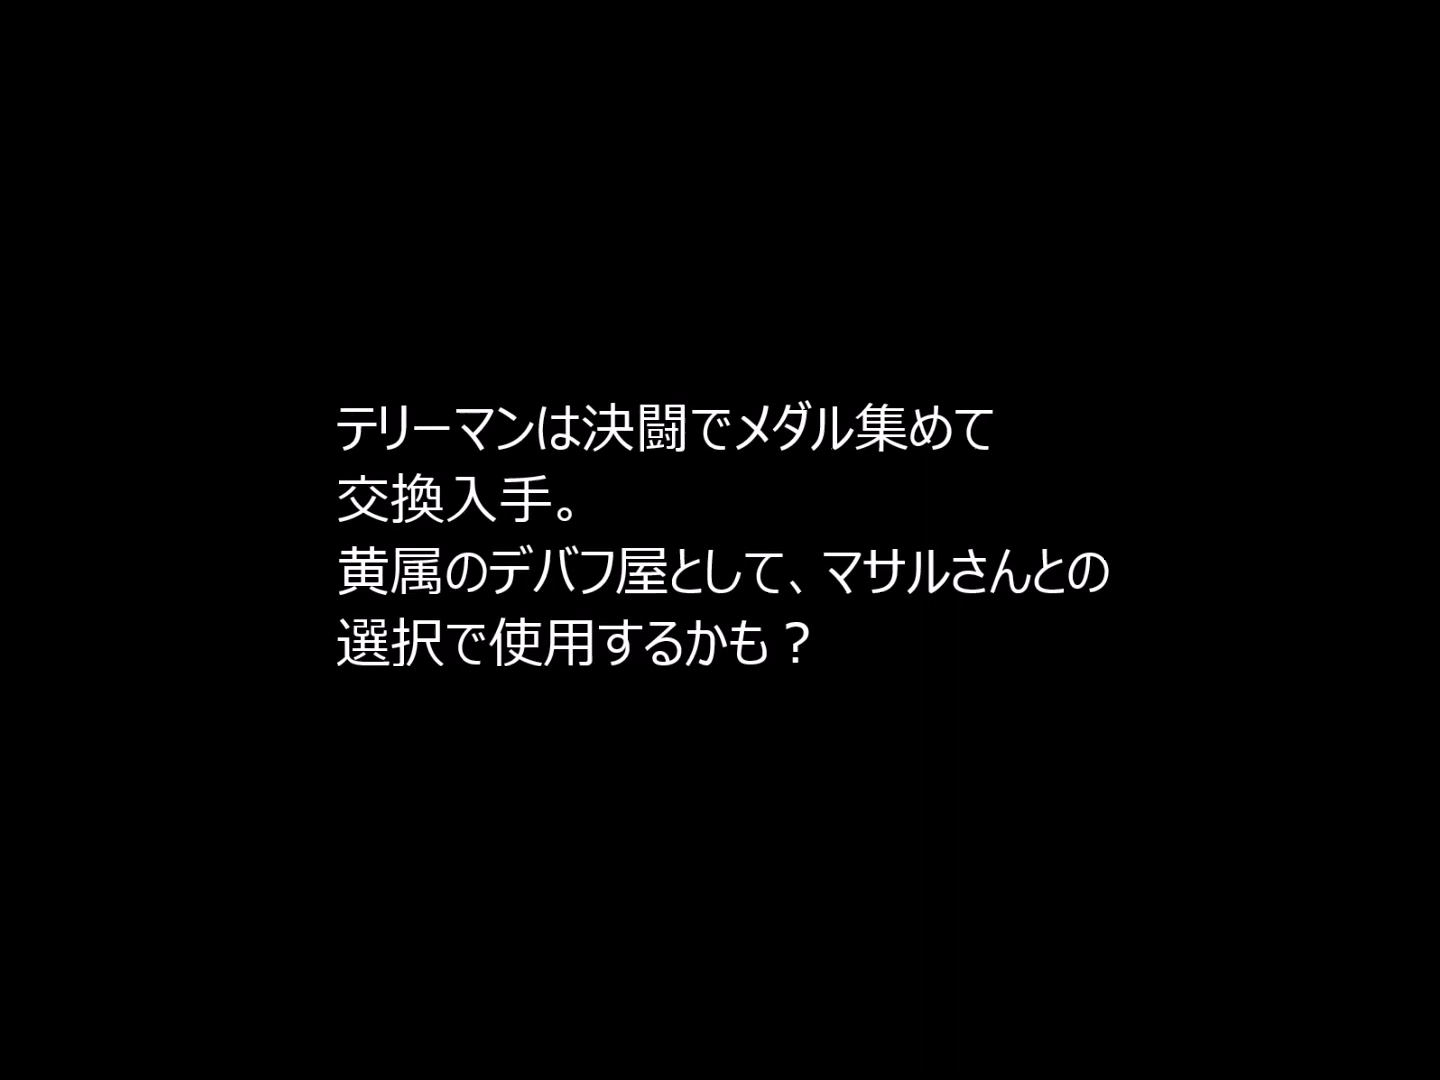 テリーマンは決闘でメダル集めて
交換入手。
黄属のデバフ屋として、マサルさんとの
選択で使用するかも？